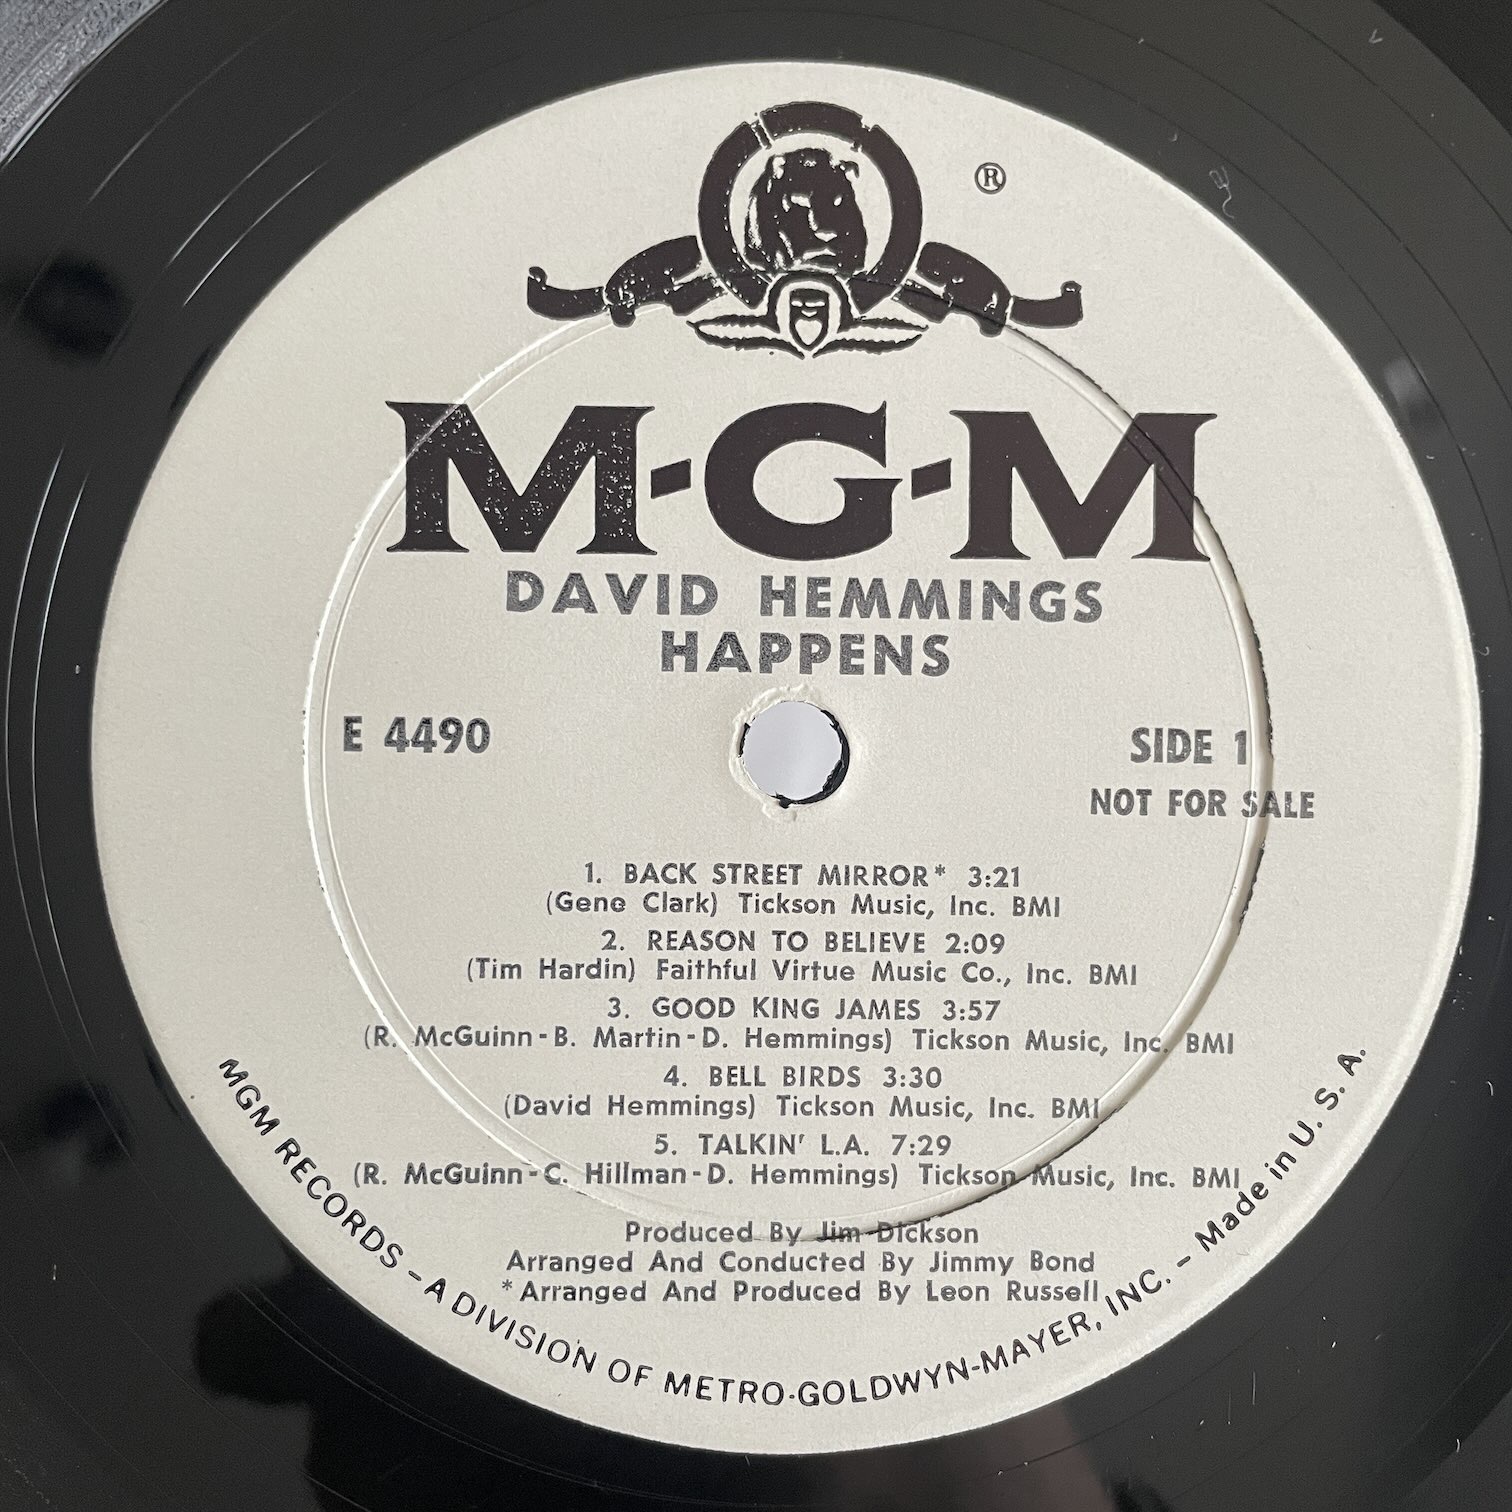 ®
M-G-M
DAVID HEMMINGS
HAPPENS
E 4490
SIDE 1
NOT FOR SALE
1. BACK STREET MIRROR* 3:21
(Gene Clark) Tickson Music, Inc. BMI
2. REASON TO BELIEVE 2:09
(Tim Hardin) Faithful Virtue Music Co., Inc. BMI
3. GOOD KING JAMES 3:57
(R. McGuinn-B. Martin-D. Hemmings) Tickson Music, Inc. BMI
4. BELL BIRDS 3:30
(David Hemmings) Tickson Music, Inc. BMI
5. TALKIN' L.A. 7:29
(R. McGuinn-C. Hillman-D. Hemmings) Tickson Music, Inc. BMI
Produced By Jim Dickson
Arranged And Conducted By Jimmy Bond
*Arranged And Produced By Leon Russell
MGM RECORDS – A DIVISION OF METRO-GOLDWYN-MAYER, INC. – Made in U. S. A.